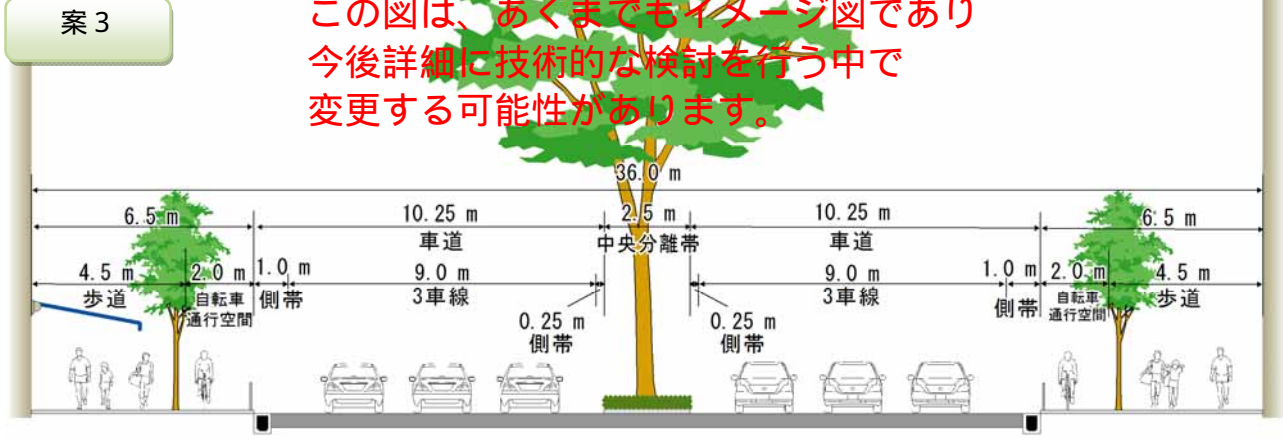 案３
この図は、あくまでもイメージ図であり
今後詳細に技術的な検討を行う中で
変更する可能性があります。
36.0 m
6.5 m
10.25 m
車道
2.5 m
中央分離帯
10.25 m
車道
6.5 m
4.5 m
歩道
2.0 m
自転車
通行空間
1.0 m
側帯
9.0 m
3車線
0.25 m
側帯
0.25 m
側帯
9.0 m
3車線
1.0 m
側帯
2.0 m
自転車
通行空間
4.5 m
歩道